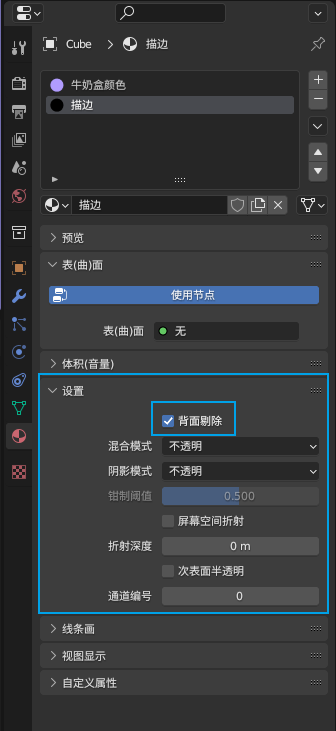 Cube > 描边
牛奶盒颜色
描边
描边
预览
表(曲)面
使用节点
表(曲)面 无
体积(音量)
设置
背面剔除
混合模式 不透明
阴影模式 不透明
钳制阈值 0.500
屏幕空间折射
折射深度 0 m
次表面半透明
通道编号 0
线条画
视图显示
自定义属性